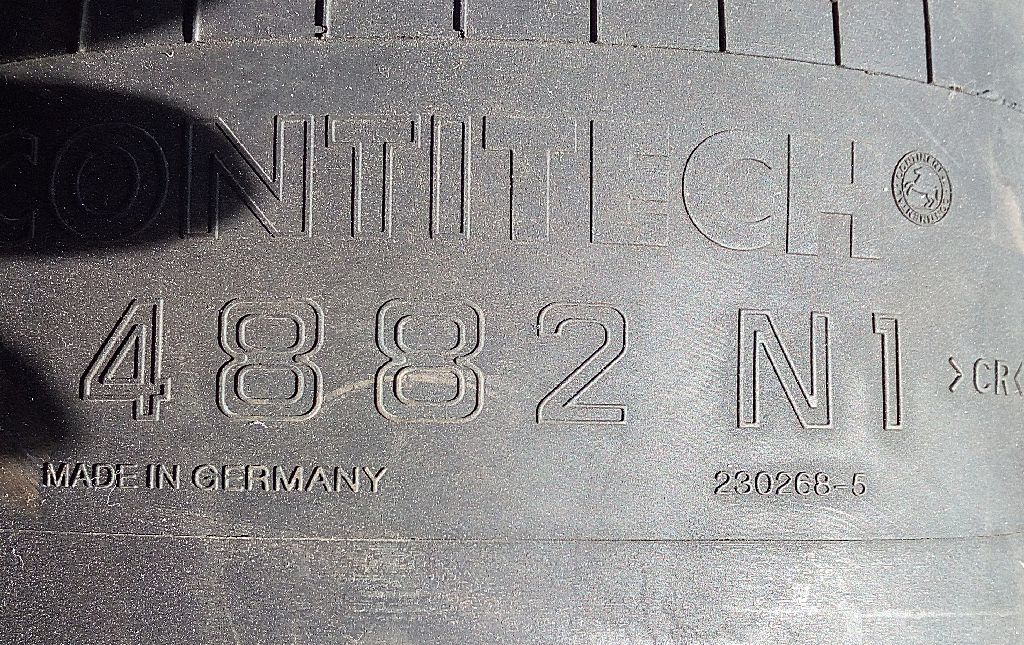 CONTITECH
4882 N1 >CR<
MADE IN GERMANY 230268-5